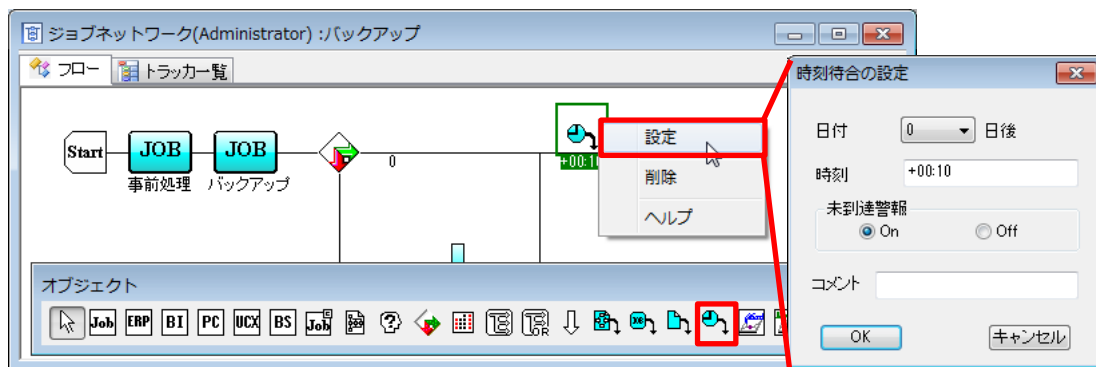 ジョブネットワーク(Administrator) :バックアップ
フロー トラッカ一覧
Start JOB JOB 0
事前処理 バックアップ
+00:10
設定
削除
ヘルプ
オブジェクト
Job ERP BI PC UCX BS Job OR
時刻待合の設定
日付 0 日後
時刻 +00:10
未到達警報
On Off
コメント
OK キャンセル